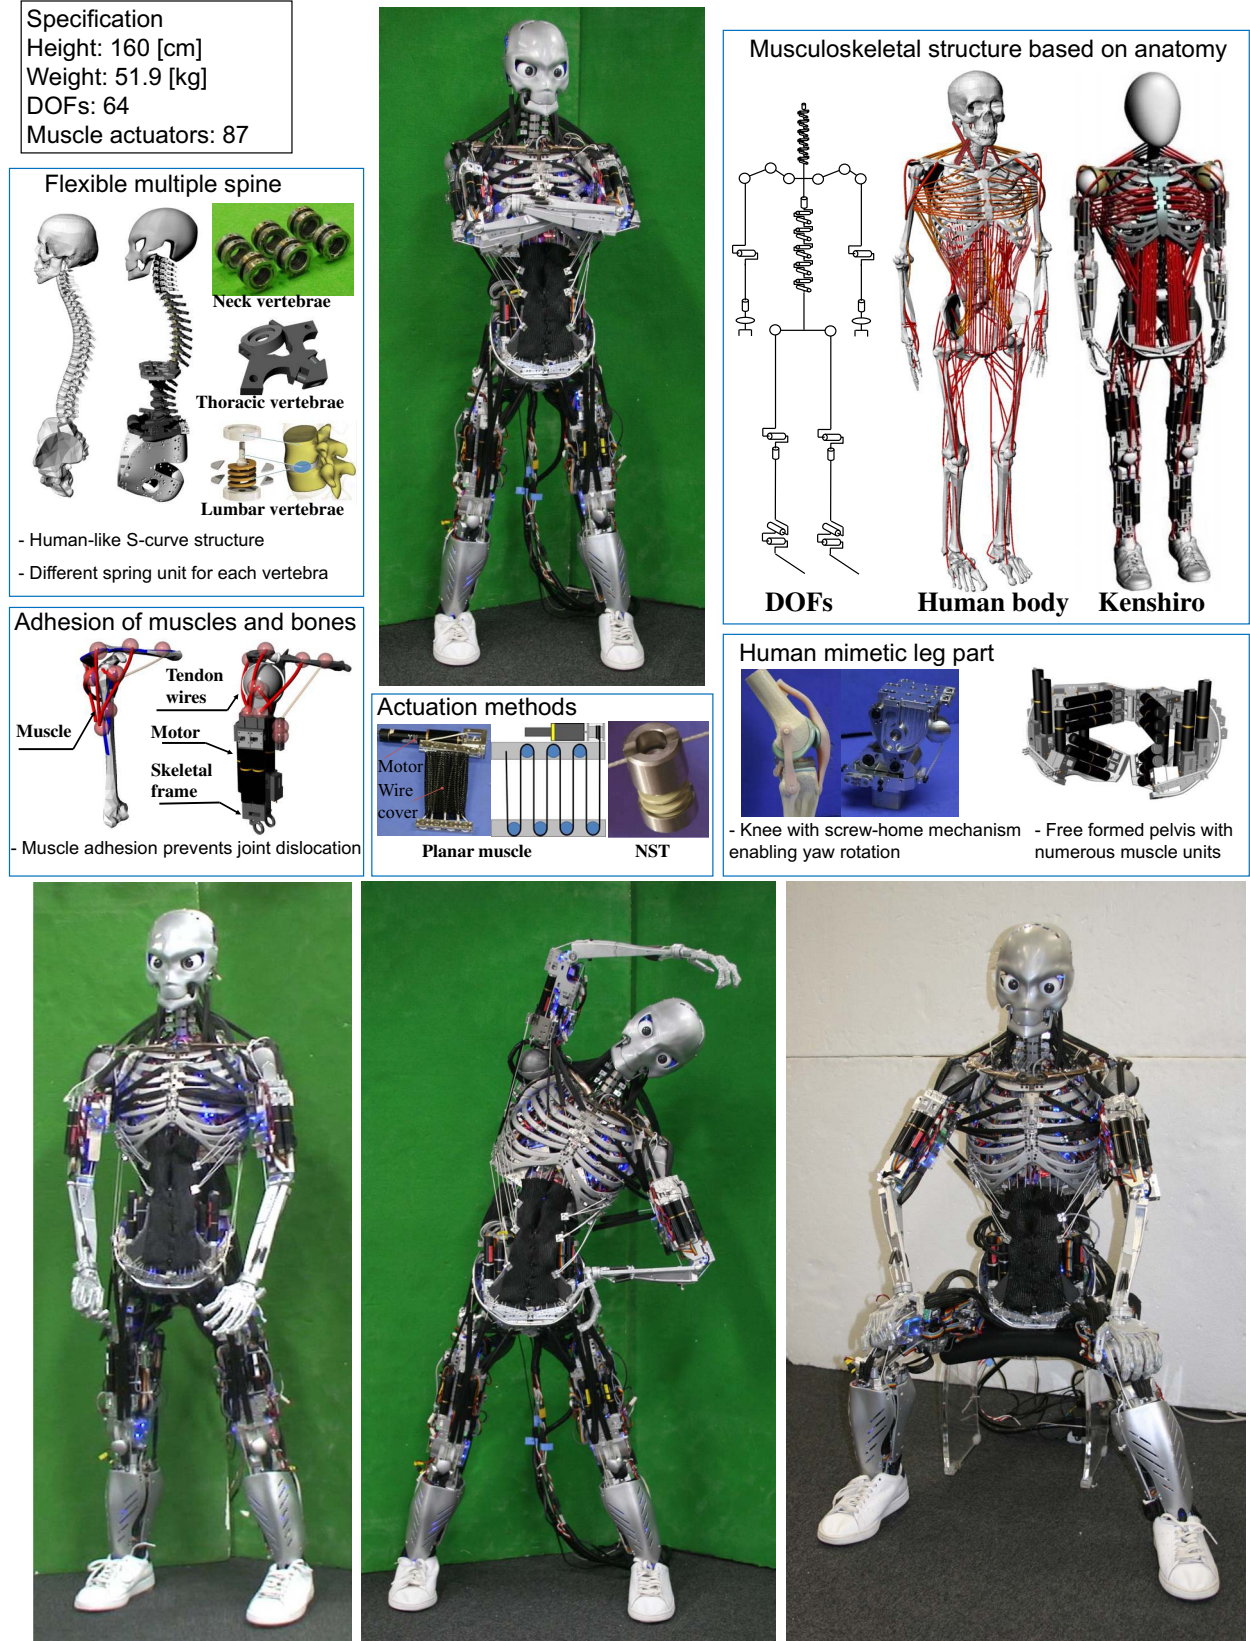 Specification
Height: 160 [cm]
Weight: 51.9 [kg]
DOFs: 64
Muscle actuators: 87
Flexible multiple spine
Neck vertebrae
Thoracic vertebrae
Lumbar vertebrae
- Human-like S-curve structure
- Different spring unit for each vertebra
Adhesion of muscles and bones
Tendon
wires
Muscle
Motor
Skeletal
frame
- Muscle adhesion prevents joint dislocation
Actuation methods
Motor
Wire
cover
Planar muscle
NST
Musculoskeletal structure based on anatomy
DOFs
Human body
Kenshiro
Human mimetic leg part
- Knee with screw-home mechanism
enabling yaw rotation
- Free formed pelvis with
numerous muscle units